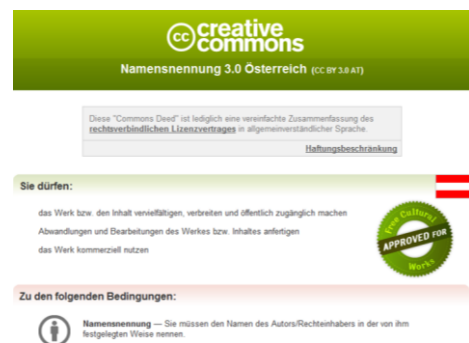 cc creative commons
Namensnennung 3.0 Österreich (CC BY 3.0 AT)
Diese "Commons Deed" ist lediglich eine vereinfachte Zusammenfassung des
rechtsverbindlichen Lizenzvertrages in allgemeinverständlicher Sprache.
Haftungsbeschränkung
Sie dürfen:
das Werk bzw. den Inhalt vervielfältigen, verbreiten und öffentlich zugänglich machen
Abwandlungen und Bearbeitungen des Werkes bzw. Inhaltes anfertigen
das Werk kommerziell nutzen
Free Cultural
APPROVED FOR
Works
Zu den folgenden Bedingungen:
Namensnennung — Sie müssen den Namen des Autors/Rechteinhabers in der von ihm
festgelegten Weise nennen.